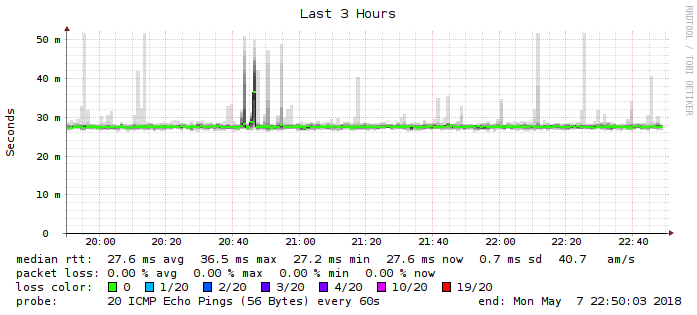 Last 3 Hours
RRDTOOL / TOBI OETIKER
Seconds
50 m
40 m
30 m
20 m
10 m
0
20:00 20:20 20:40 21:00 21:20 21:40 22:00 22:20 22:40
median rtt: 27.6 ms avg 36.5 ms max 27.2 ms min 27.6 ms now 0.7 ms sd 40.7 am/s
packet loss: 0.00 % avg 0.00 % max 0.00 % min 0.00 % now
loss color: 0 1/20 2/20 3/20 4/20 10/20 19/20
probe: 20 ICMP Echo Pings (56 Bytes) every 60s end: Mon May 7 22:50:03 2018